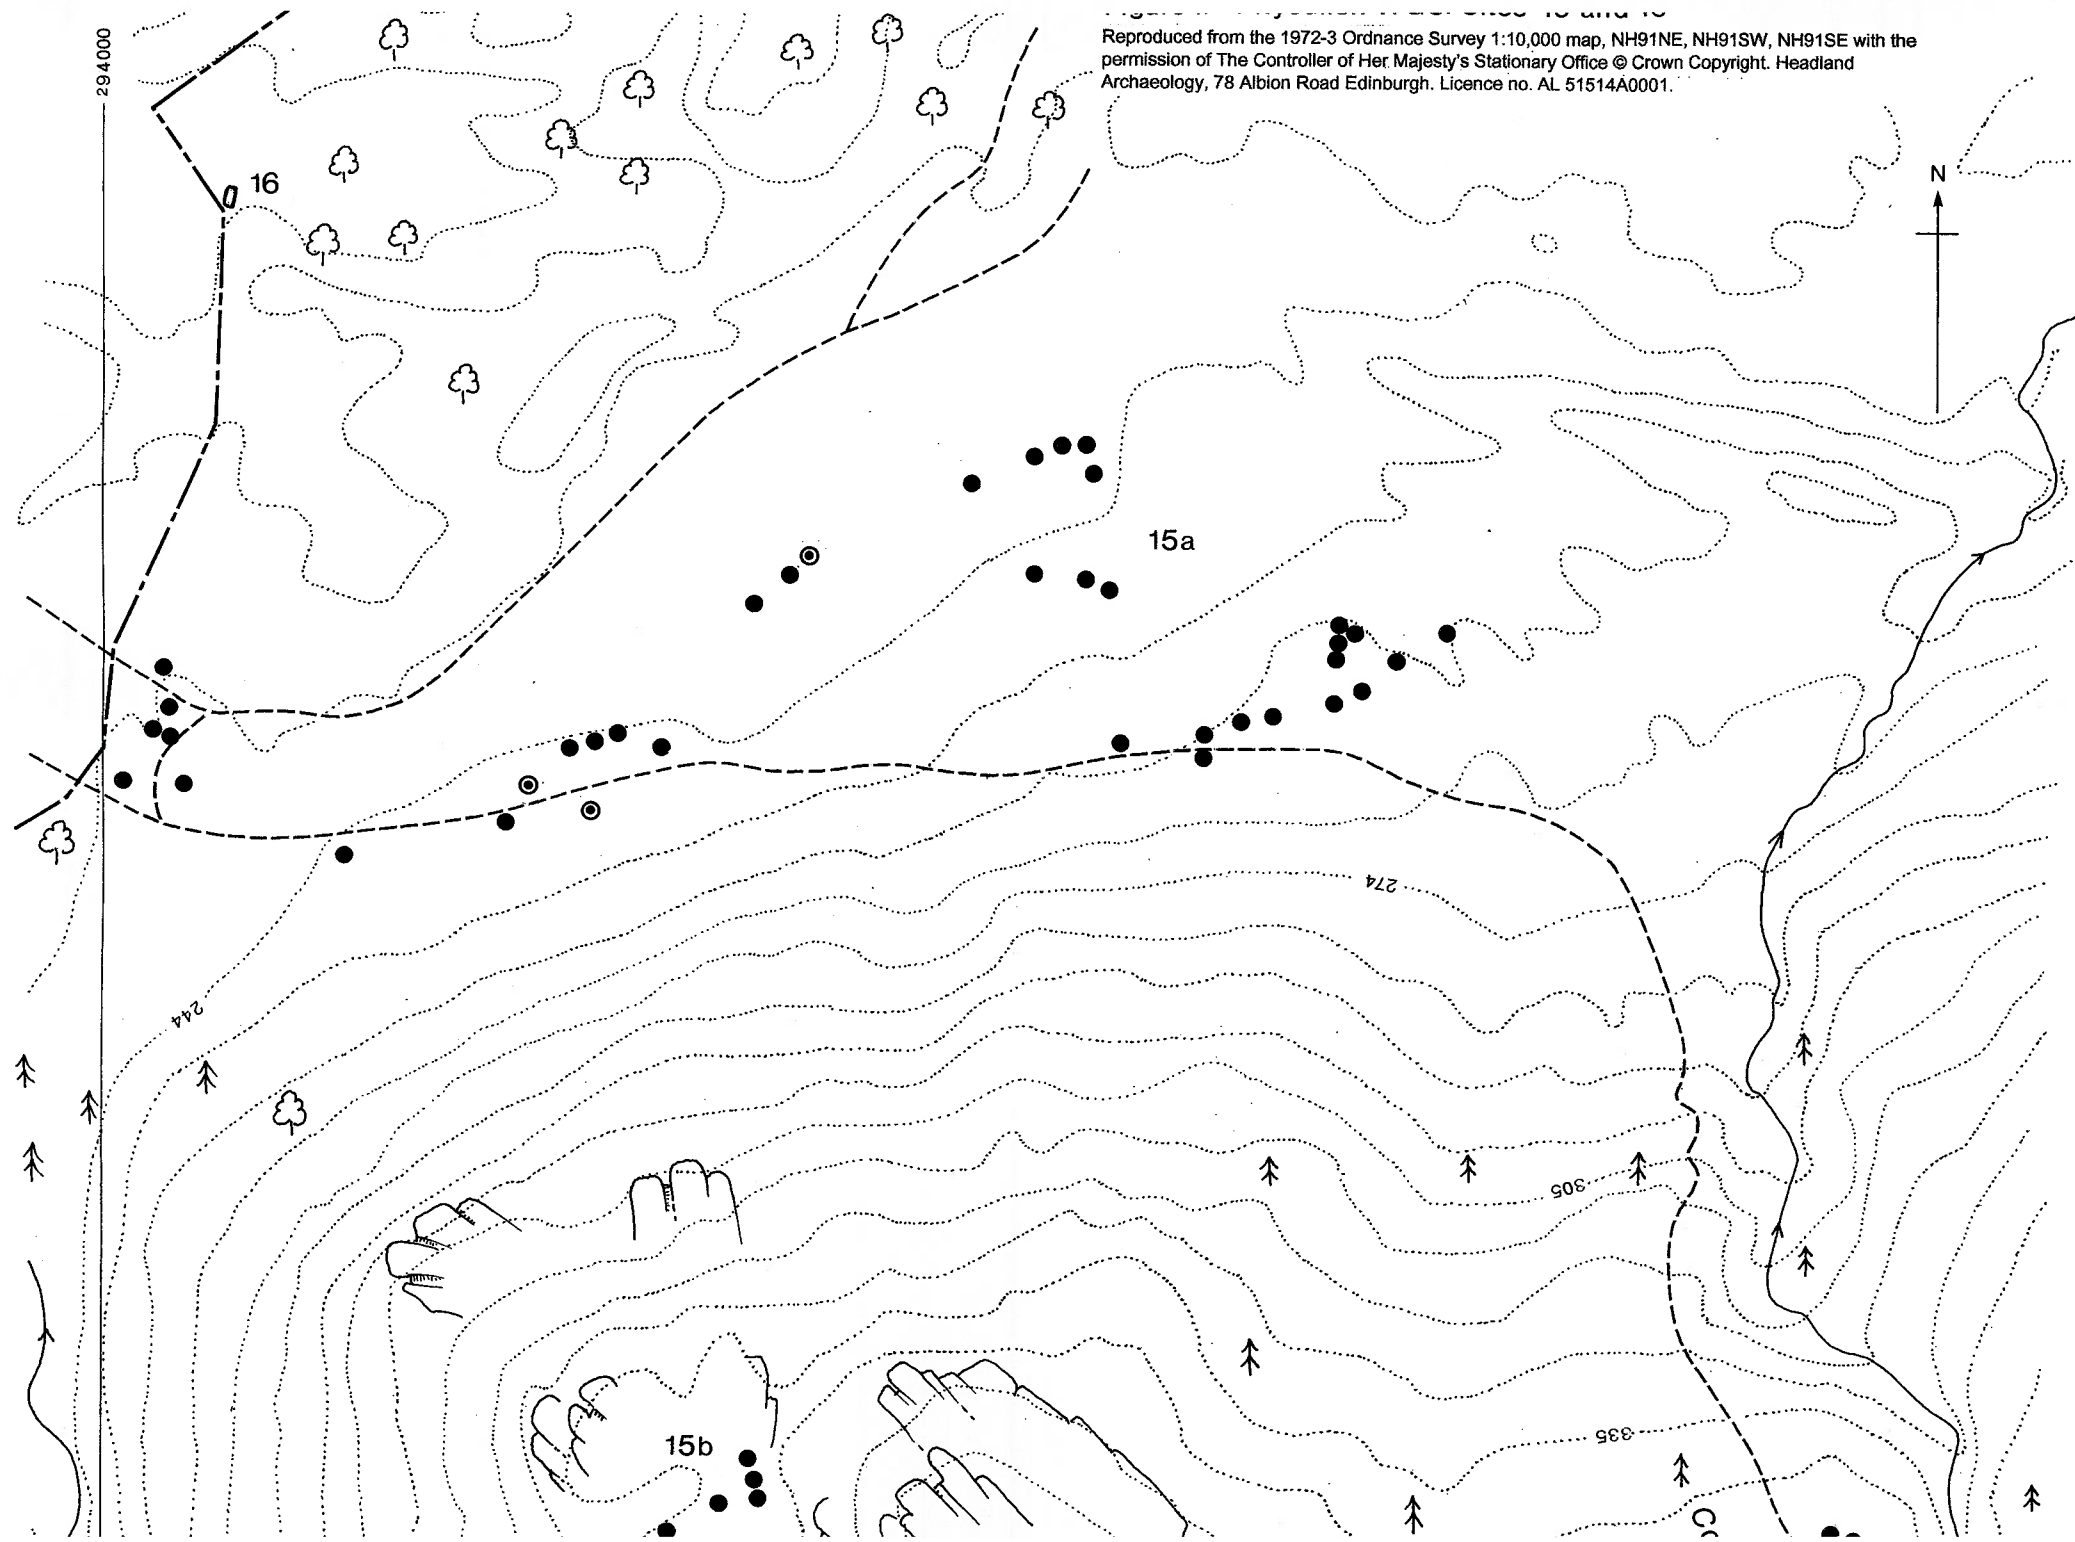 Reproduced from the 1972-3 Ordnance Survey 1:10,000 map, NH91NE, NH91SW, NH91SE with the
permission of The Controller of Her Majesty's Stationary Office © Crown Copyright. Headland
Archaeology, 78 Albion Road Edinburgh. Licence no. AL 51514A0001.
294000
16
N
15a
274
244
305
335
15b